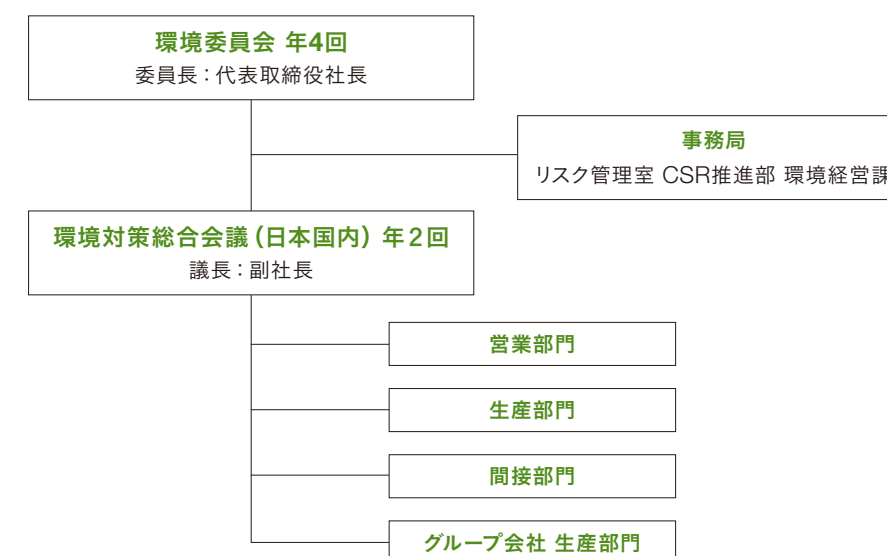 環境委員会 年4回
委員長：代表取締役社長
事務局
リスク管理室 CSR推進部 環境経営課
環境対策総合会議（日本国内）年２回
議長：副社長
営業部門
生産部門
間接部門
グループ会社 生産部門